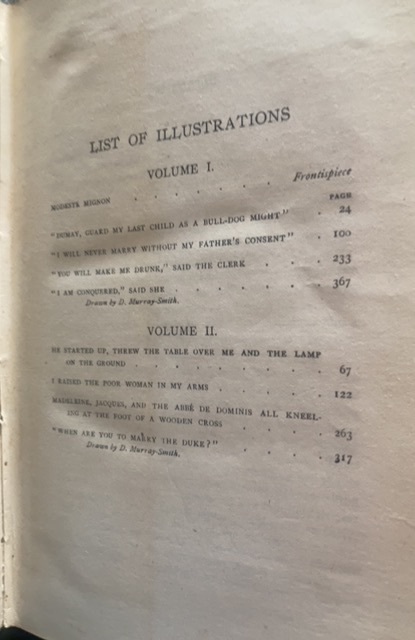 LIST OF ILLUSTRATIONS
VOLUME I.
Frontispiece
MODESTE MIGNON . . . . . .
PAGE
"DUMAY, GUARD MY LAST CHILD AS A BULL-DOG MIGHT" . 24
"I WILL NEVER MARRY WITHOUT MY FATHER'S CONSENT" . 100
"YOU WILL MAKE ME DRUNK," SAID THE CLERK . . . 233
"I AM CONQUERED," SAID SHE . . . . . . 367
Drawn by D. Murray-Smith.
VOLUME II.
HE STARTED UP, THREW THE TABLE OVER ME AND THE LAMP
ON THE GROUND . . . . . . . . 67
I RAISED THE POOR WOMAN IN MY ARMS . . . . . 122
MADELEINE, JACQUES, AND THE ABBÉ DE DOMINIS ALL KNEEL-
ING AT THE FOOT OF A WOODEN CROSS . . . . 263
"WHEN ARE YOU TO MARRY THE DUKE?" . . . . 317
Drawn by D. Murray-Smith.